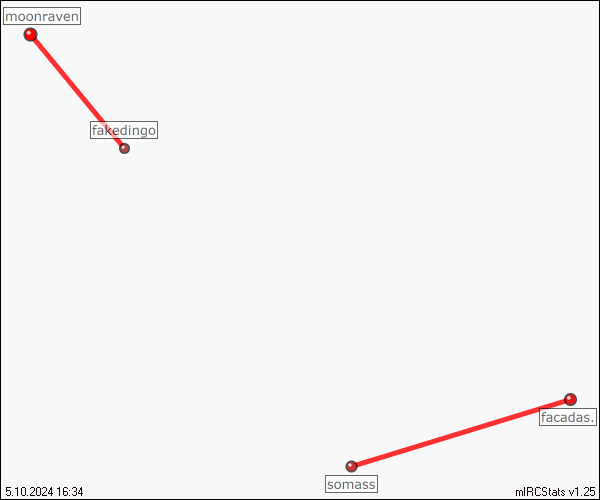 moonraven
fakedingo
facadas.
somass
5.10.2024 16:34
mIRCStats v1.25